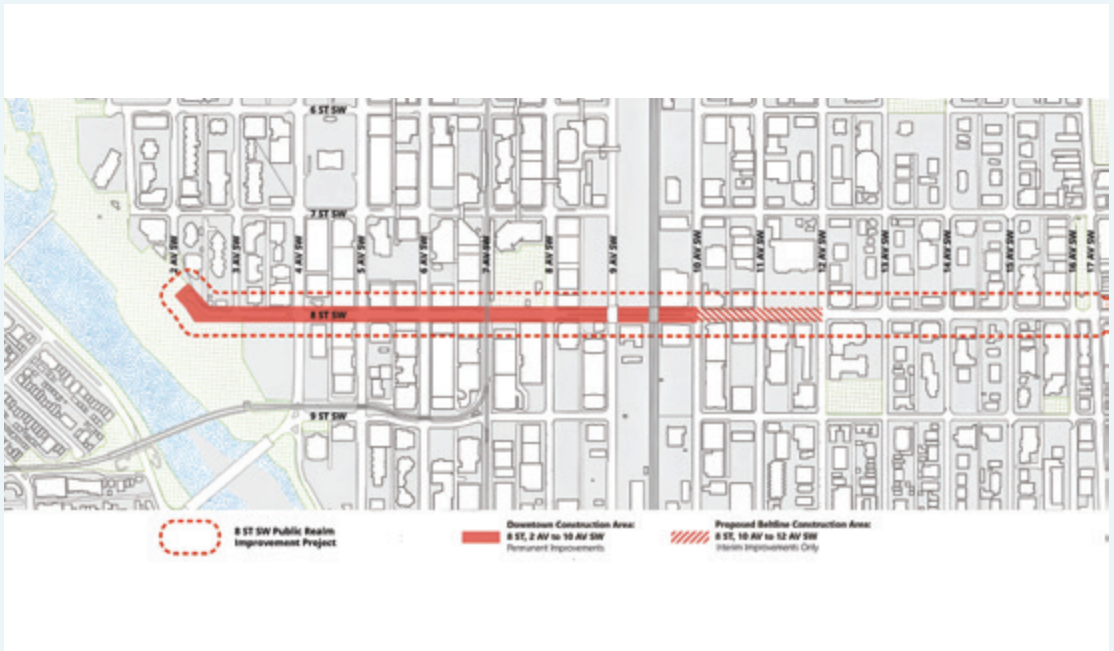 6 ST SW
7 ST SW
2 AV SW
3 AV SW
4 AV SW
5 AV SW
6 AV SW
7 AV SW
8 AV SW
9 AV SW
10 AV SW
11 AV SW
12 AV SW
13 AV SW
14 AV SW
15 AV SW
16 AV SW
17 AV SW
8 ST SW
9 ST SW
8 ST SW Public Realm
Improvement Project
Downtown Construction Area:
8 ST, 2 AV to 10 AV SW
Permanent Improvements
Proposed Beltline Construction Area:
8 ST, 10 AV to 12 AV SW
Interim Improvements Only